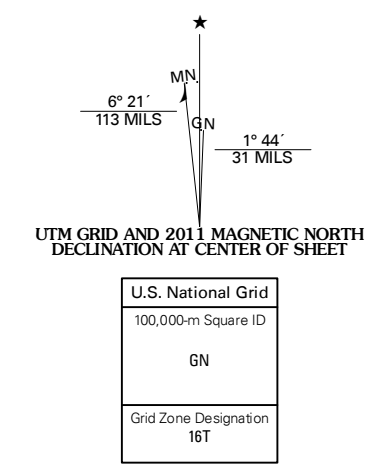 ★
M.N.
6° 21´
113 MILS
GN
1° 44´
31 MILS
UTM GRID AND 2011 MAGNETIC NORTH
DECLINATION AT CENTER OF SHEET
U.S. National Grid
100,000-m Square ID
GN
Grid Zone Designation
16T